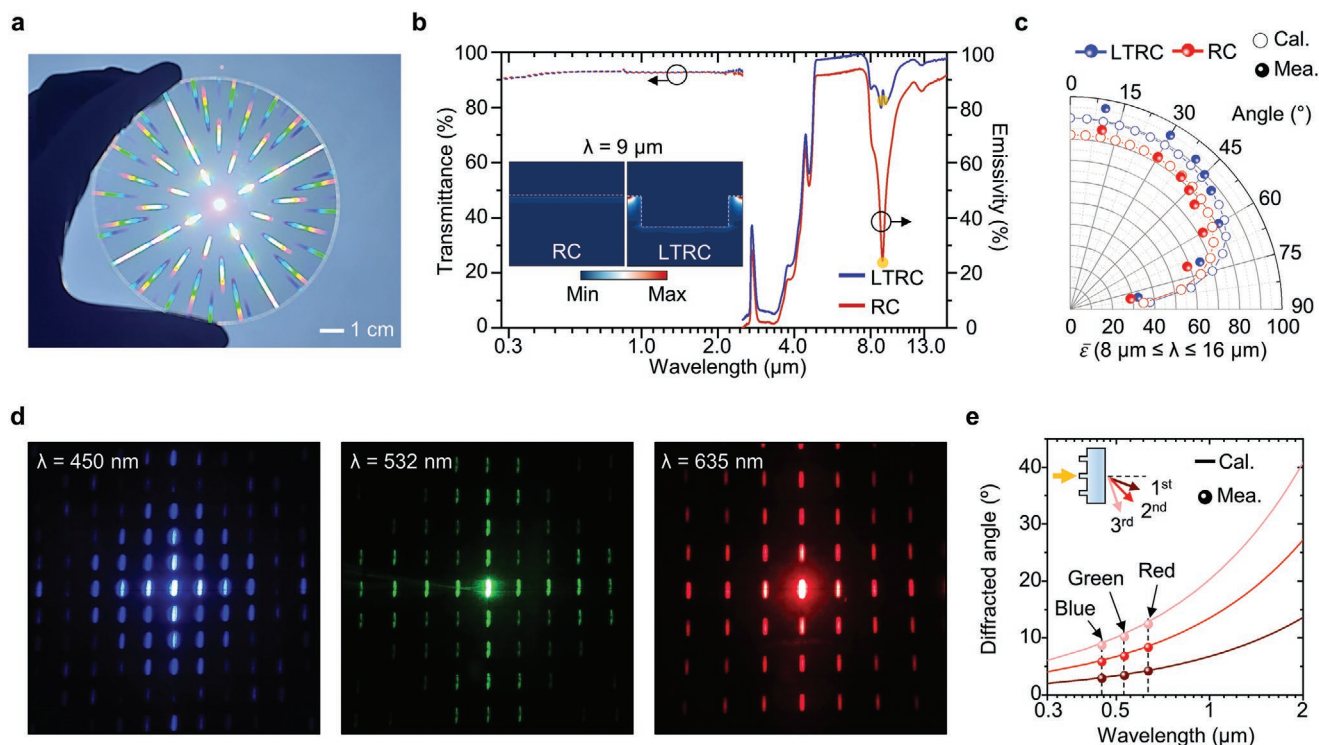 a
1 cm
b
Transmittance (%)
100
80
60
40
20
0
100
80
60
40
20
0
Emisivity (%)
λ = 9 µm
RC
LTRC
Min
Max
LTRC
RC
0.3
1.0
2.0
4.0
8.0
13.0
Wavelength (µm)
c
LTRC
RC
Cal.
Mea.
Angle (°)
0
15
30
45
60
75
90
0
20
40
60
80
100
ε̄ (8 µm ≤ λ ≤ 16 µm)
d
λ = 450 nm
λ = 532 nm
λ = 635 nm
e
Diffracted angle (°)
40
30
20
10
0
1st
2nd
3rd
Cal.
Mea.
Blue
Green
Red
0.3
0.5
1
2
Wavelength (µm)